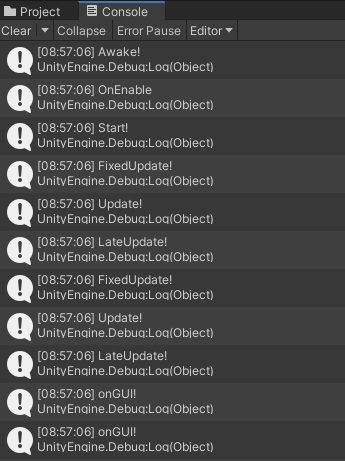 Project Console
Clear Collapse Error Pause Editor
[08:57:06] Awake!
UnityEngine.Debug:Log(Object)
[08:57:06] OnEnable
UnityEngine.Debug:Log(Object)
[08:57:06] Start!
UnityEngine.Debug:Log(Object)
[08:57:06] FixedUpdate!
UnityEngine.Debug:Log(Object)
[08:57:06] Update!
UnityEngine.Debug:Log(Object)
[08:57:06] LateUpdate!
UnityEngine.Debug:Log(Object)
[08:57:06] FixedUpdate!
UnityEngine.Debug:Log(Object)
[08:57:06] Update!
UnityEngine.Debug:Log(Object)
[08:57:06] LateUpdate!
UnityEngine.Debug:Log(Object)
[08:57:06] onGUI!
UnityEngine.Debug:Log(Object)
[08:57:06] onGUI!
UnityEngine.Debug:Log(Object)